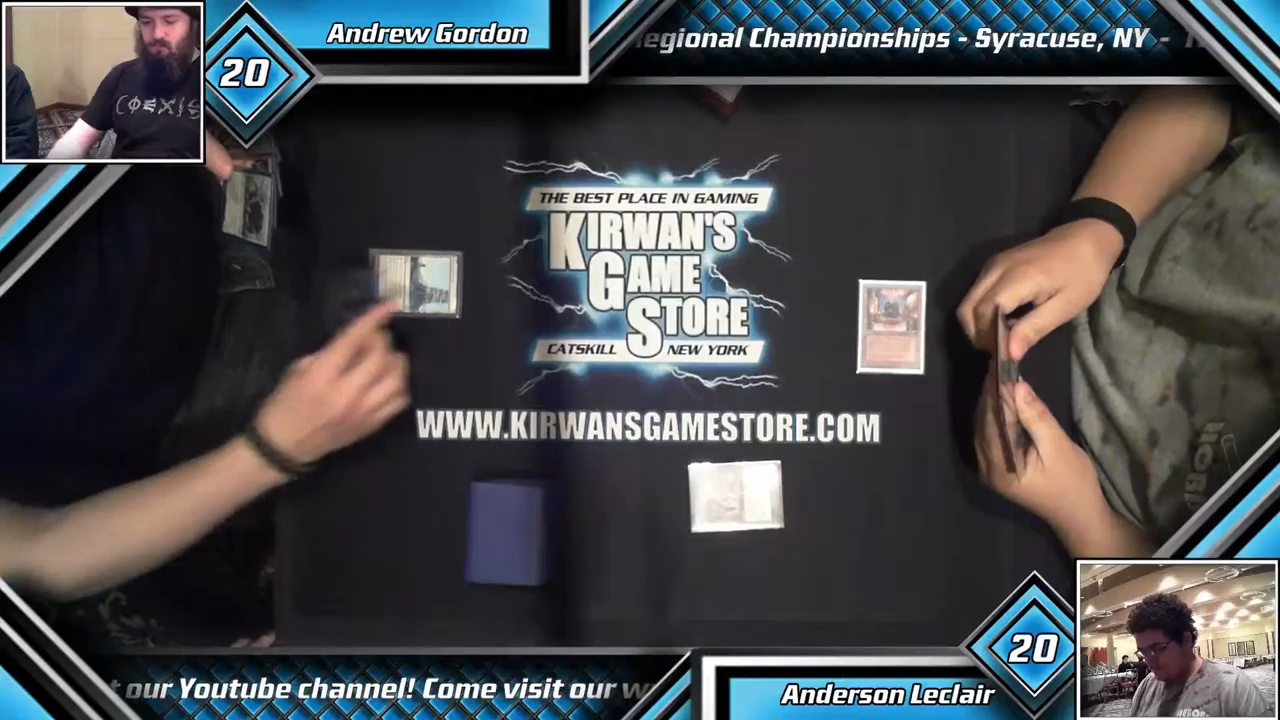 Andrew Gordon
20
egional Championships - Syracuse, NY -
THE BEST PLACE IN GAMING
KIRWAN'S
GAME
STORE
CATSKILL NEW YORK
WWW.KIRWANSGAMESTORE.COM
20
our Youtube channel! Come visit our
Anderson Leclair